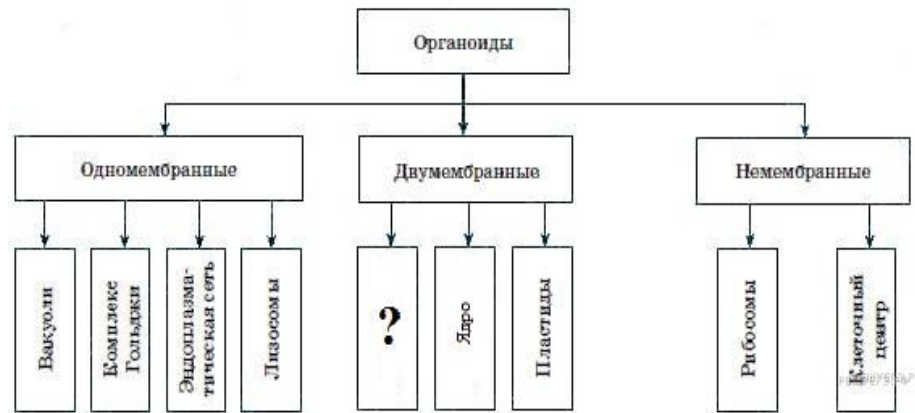 Органоиды
Одномембранные
Двумембранные
Немембранные
Вакуоли
Комплекс
Гольджи
Эндоплазма-
тическая сеть
Лизосомы
?
Ядро
Пластиды
Рибосомы
Клеточный
центр